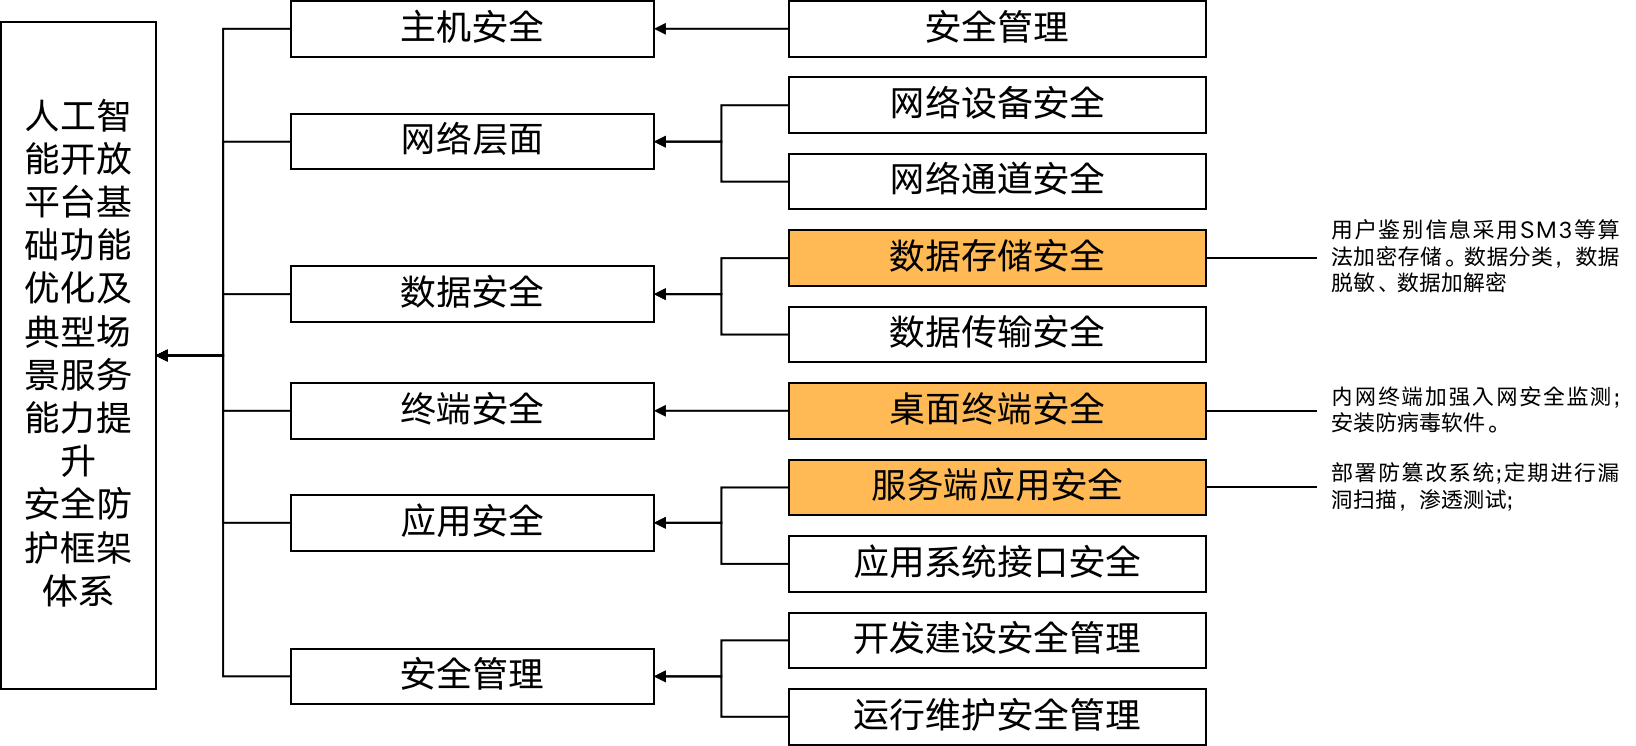 人工智
能开放
平台基
础功能
优化及
典型场
景服务
能力提
升
安全防
护框架
体系
主机安全
安全管理
网络层面
网络设备安全
网络通道安全
数据安全
数据存储安全
用户鉴别信息采用SM3等算
法加密存储。数据分类，数据
脱敏、数据加解密
数据传输安全
终端安全
桌面终端安全
内网终端加强入网安全监测;
安装防病毒软件。
应用安全
服务端应用安全
部署防篡改系统;定期进行漏
洞扫描，渗透测试;
应用系统接口安全
安全管理
开发建设安全管理
运行维护安全管理